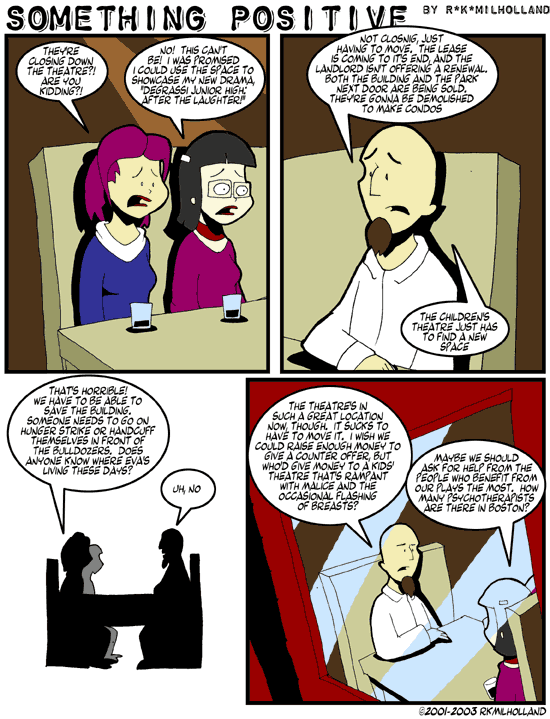 SOMETHING POSITIVE BY R*K*MILHOLLAND
THEY'RE
CLOSING DOWN
THE THEATRE?!
ARE YOU
KIDDING?!
NO! THIS CAN'T
BE! I WAS PROMISED
I COULD USE THE SPACE TO
SHOWCASE MY NEW DRAMA,
"DEGRASSI JUNIOR HIGH:
AFTER THE LAUGHTER!"
NOT CLOSNIG, JUST
HAVING TO MOVE. THE LEASE
IS COMING TO IT'S END, AND THE
LANDLORD ISN'T OFFERING A RENEWAL.
BOTH THE BUILDING AND THE PARK
NEXT DOOR ARE BEING SOLD.
THEY'RE GONNA BE DEMOLISHED
TO MAKE CONDOS
THE CHILDREN'S
THEATRE JUST HAS
TO FIND A NEW
SPACE
THAT'S HORRIBLE!
WE HAVE TO BE ABLE TO
SAVE THE BUILDING.
SOMEONE NEEDS TO GO ON
HUNGER STRIKE OR HANDCUFF
THEMSELVES IN FRONT OF
THE BULLDOZERS. DOES
ANYONE KNOW WHERE EVA'S
LIVING THESE DAYS?
UH, NO
THE THEATRE'S IN
SUCH A GREAT LOCATION
NOW, THOUGH. IT SUCKS TO
HAVE TO MOVE IT. I WISH WE
COULD RAISE ENOUGH MONEY TO
GIVE A COUNTER OFFER, BUT
WHO'D GIVE MONEY TO A KIDS'
THEATRE THAT'S RAMPANT
WITH MALICE AND THE
OCCASIONAL FLASHING
OF BREASTS?
MAYBE WE SHOULD
ASK FOR HELP FROM THE
PEOPLE WHO BENEFIT FROM
OUR PLAYS THE MOST. HOW
MANY PSYCHOTHERAPISTS
ARE THERE IN BOSTON?
©2001-2003 RK MILHOLLAND